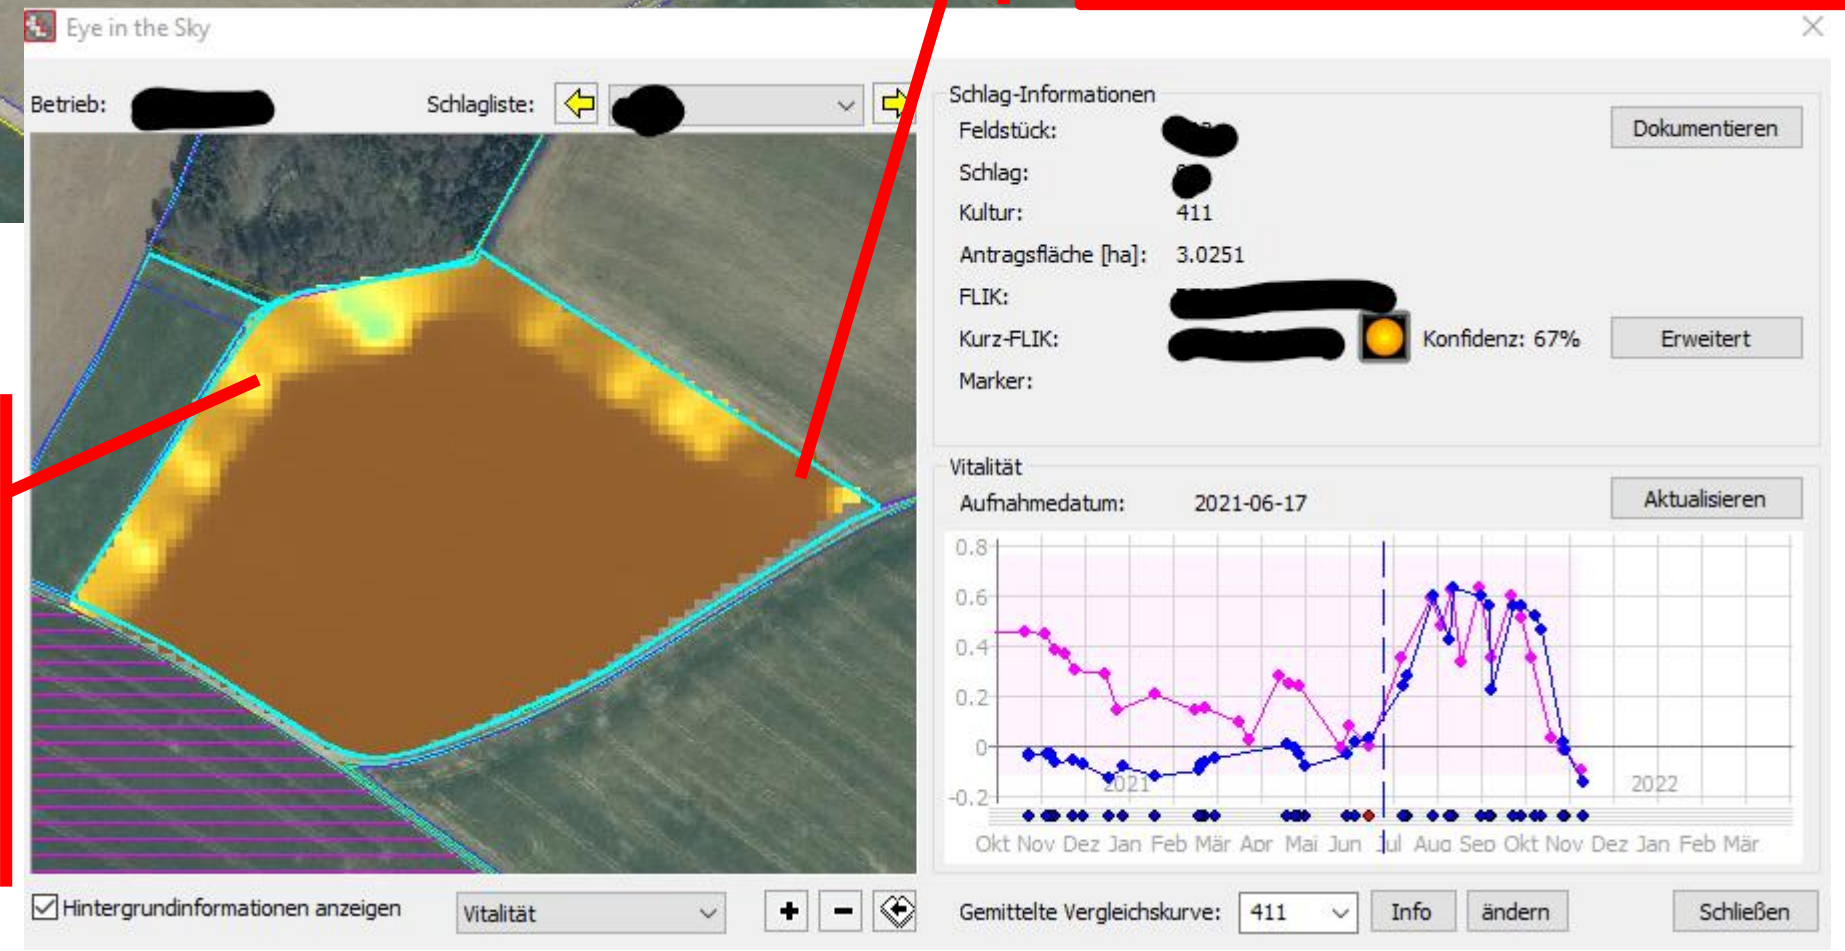 Eye in the Sky
Betrieb:
Schlagliste:
Schlag-Informationen
Feldstück:
Dokumentieren
Schlag:
Kultur: 411
Antragsfläche [ha]: 3.0251
FLIK:
Kurz-FLIK:
Konfidenz: 67%
Erweitert
Marker:
Vitalität
Aufnahmedatum: 2021-06-17
Aktualisieren
0.8
0.6
0.4
0.2
0
-0.2
2021
2022
Okt Nov Dez Jan Feb Mär Apr Mai Jun Jul Aug Sep Okt Nov Dez Jan Feb Mär
Hintergrundinformationen anzeigen
Vitalität
+
-
Gemittelte Vergleichskurve: 411
Info
ändern
Schließen